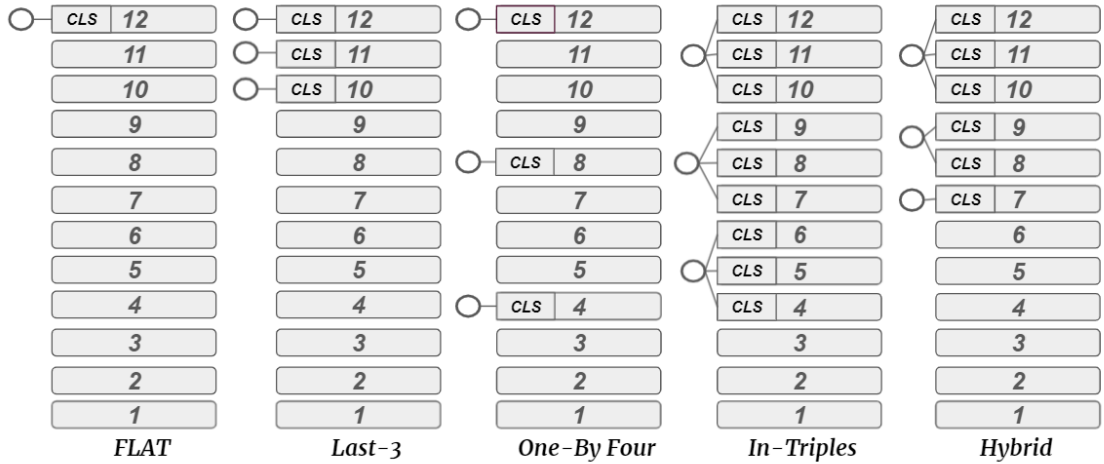 CLS 12 CLS 12 CLS 12 CLS 12 CLS 12
11 CLS 11 11 CLS 11 CLS 11
10 CLS 10 10 CLS 10 CLS 10
9 9 9 CLS 9 CLS 9
8 8 CLS 8 CLS 8 CLS 8
7 7 7 CLS 7 CLS 7
6 6 6 CLS 6 6
5 5 5 CLS 5 5
4 4 CLS 4 CLS 4 4
3 3 3 3 3
2 2 2 2 2
1 1 1 1 1
FLAT Last-3 One-By Four In-Triples Hybrid